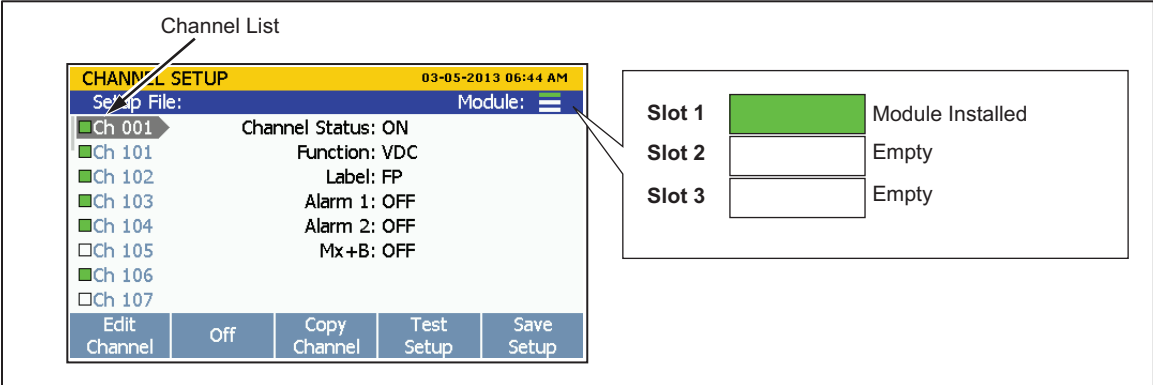 Channel List
CHANNEL SETUP 03-05-2013 06:44 AM
Setup File: Module:
Ch 001 Channel Status: ON
Ch 101 Function: VDC
Ch 102 Label: FP
Ch 103 Alarm 1: OFF
Ch 104 Alarm 2: OFF
Ch 105 Mx+B: OFF
Ch 106
Ch 107
Edit Channel
Off
Copy Channel
Test Setup
Save Setup
Slot 1 Module Installed
Slot 2 Empty
Slot 3 Empty